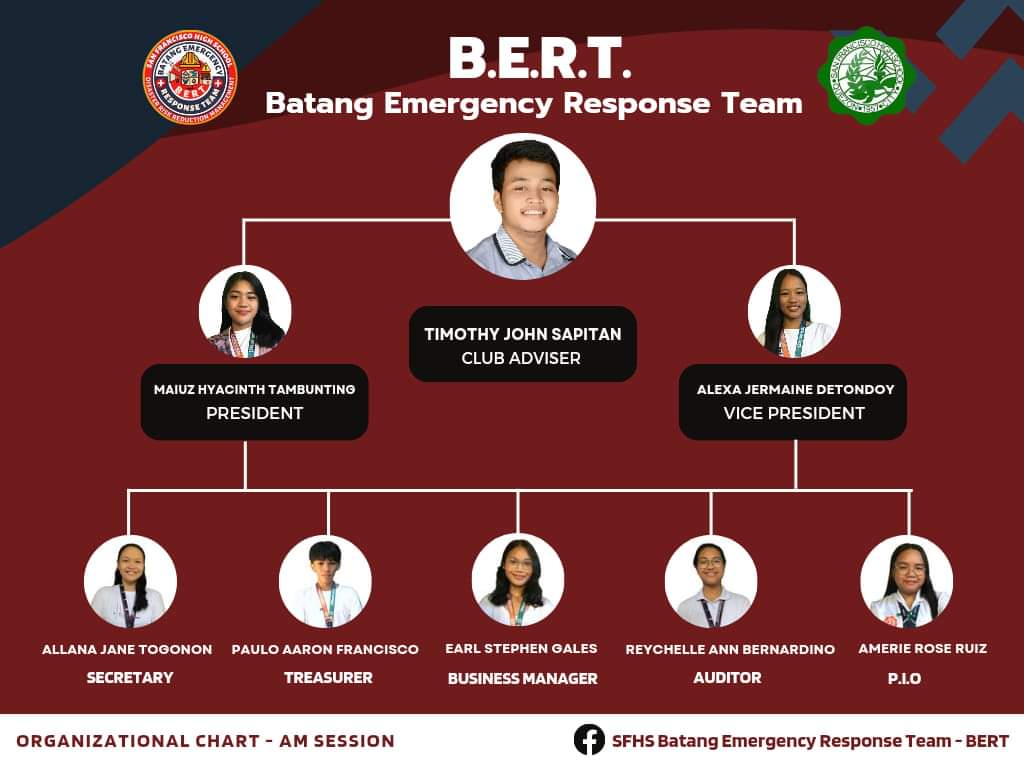 B.E.R.T.
Batang Emergency Response Team
SAN FRANCISCO HIGH SCHOOL
BATANG EMERGENCY
B E R T
RESPONSE TEAM
DISASTER RISK REDUCTION MANAGEMENT
SAN FRANCISCO HIGH SCHOOL
QUEZON CITY
1957
TIMOTHY JOHN SAPITAN
CLUB ADVISER
MAIUZ HYACINTH TAMBUNTING
PRESIDENT
ALEXA JERMAINE DETONDOY
VICE PRESIDENT
ALLANA JANE TOGONON
SECRETARY
PAULO AARON FRANCISCO
TREASURER
EARL STEPHEN GALES
BUSINESS MANAGER
REYCHELLE ANN BERNARDINO
AUDITOR
AMERIE ROSE RUIZ
P.I.O
ORGANIZATIONAL CHART - AM SESSION
SFHS Batang Emergency Response Team - BERT